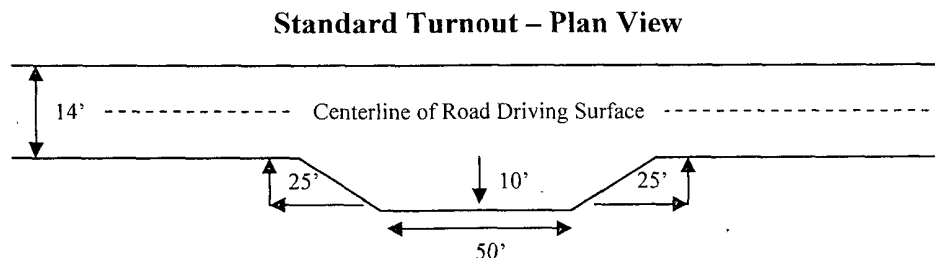 Standard Turnout – Plan View
14’
Centerline of Road Driving Surface
25’
10’
25’
50’